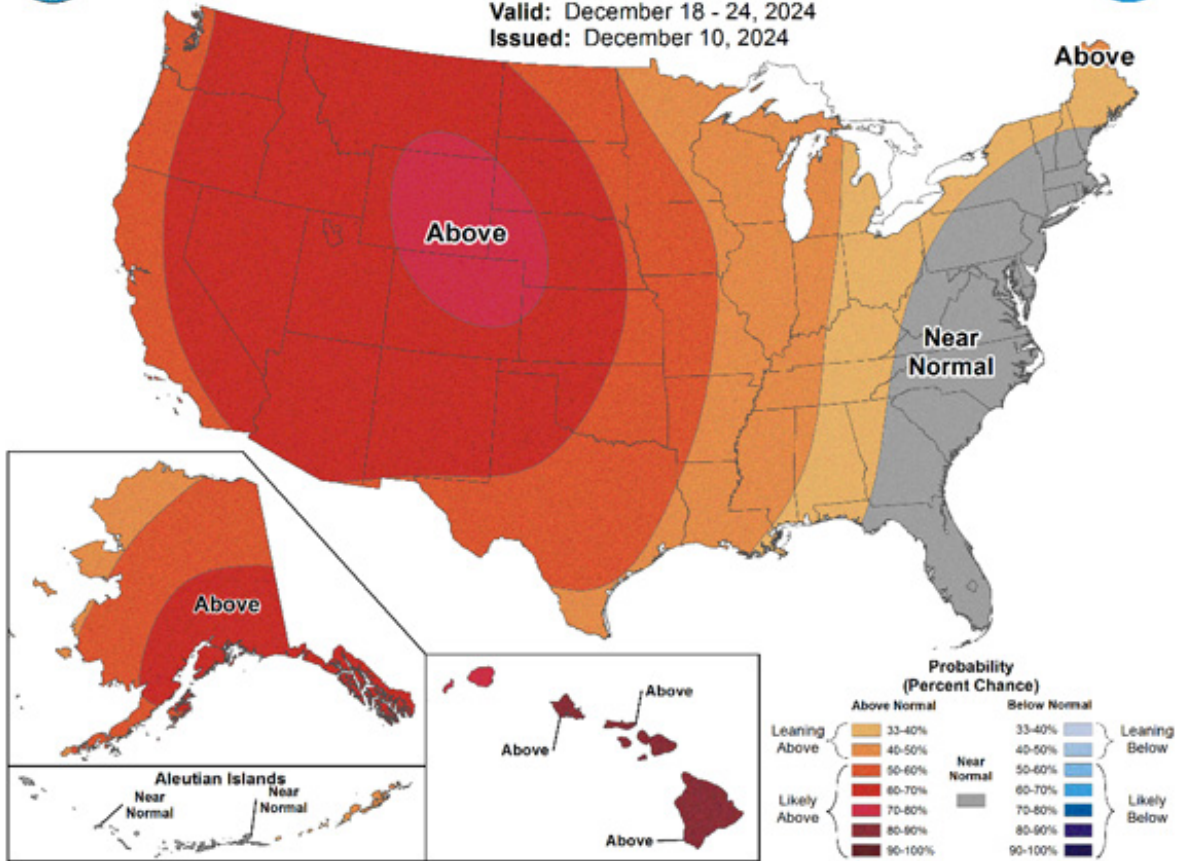 Valid: December 18 - 24, 2024
Issued: December 10, 2024
Above
Above
Near
Normal
Above
Aleutian Islands
Near
Normal
Near
Normal
Above
Above
Above
Probability
(Percent Chance)
Above Normal
Below Normal
Leaning
Above
33-40%
40-50%
Likely
Above
50-60%
60-70%
70-80%
80-90%
90-100%
Near
Normal
33-40%
40-50%
Leaning
Below
50-60%
60-70%
70-80%
80-90%
90-100%
Likely
Below